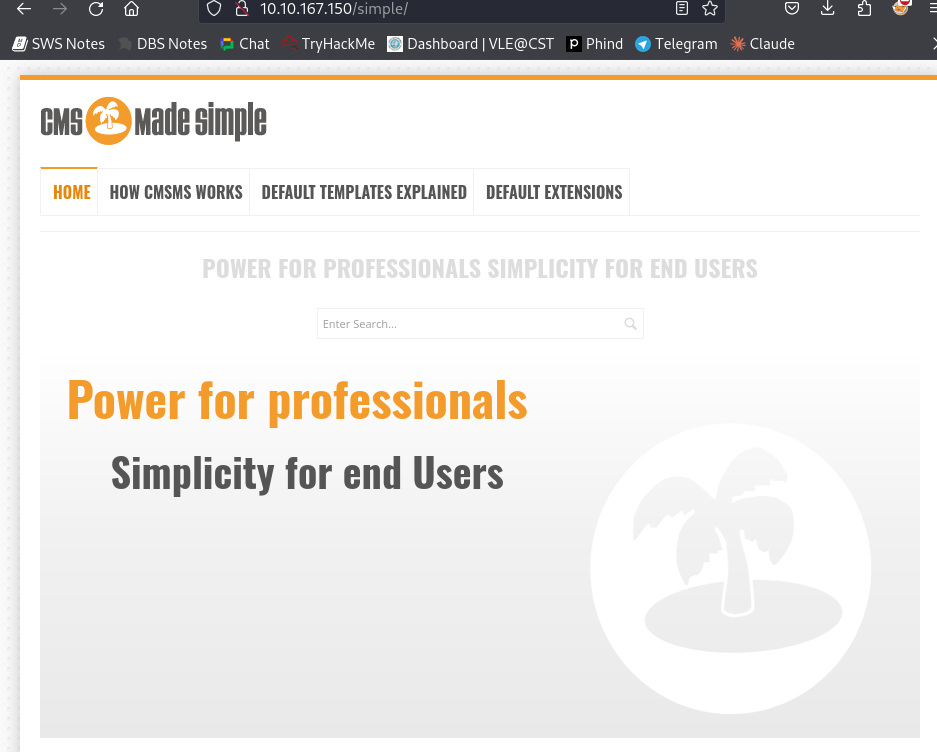 10.10.167.150/simple/
SWS Notes DBS Notes Chat TryHackMe Dashboard | VLE@CST Phind Telegram Claude
cms made simple
HOME HOW CMSMS WORKS DEFAULT TEMPLATES EXPLAINED DEFAULT EXTENSIONS
POWER FOR PROFESSIONALS SIMPLICITY FOR END USERS
Enter Search...
Power for professionals
Simplicity for end Users